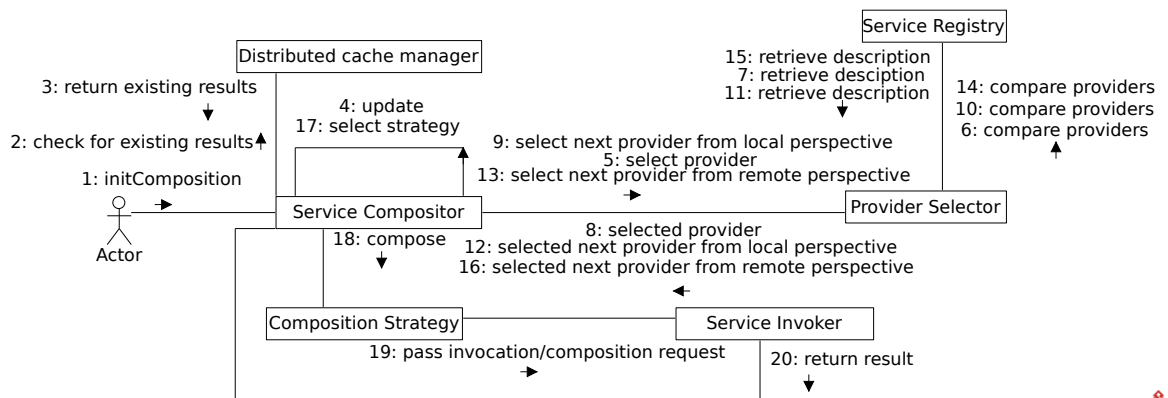 Service Registry
Distributed cache manager
15: retrieve description
7: retrieve desciption
11: retrieve description
3: return existing results
14: compare providers
10: compare providers
6: compare providers
4: update
17: select strategy
2: check for existing results
9: select next provider from local perspective
5: select provider
13: select next provider from remote perspective
1: initComposition
Service Compositor
Provider Selector
Actor
18: compose
8: selected provider
12: selected next provider from local perspective
16: selected next provider from remote perspective
Composition Strategy
Service Invoker
19: pass invocation/composition request
20: return result